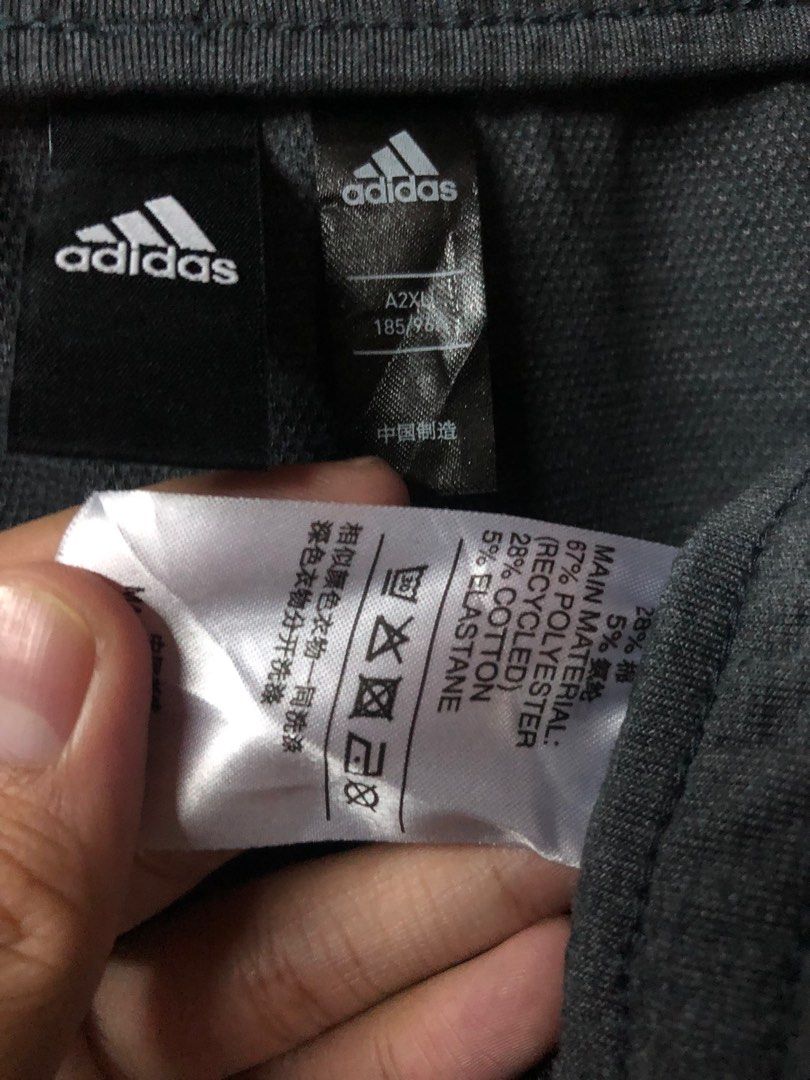 adidas
adidas
A2XL
中国制造
28% 棉
5% 氨纶
MAIN MATERIAL:
67% POLYESTER
(RECYCLED)
28% COTTON
5% ELASTANE
相似颜色衣物一同洗涤
深色衣物分开洗涤